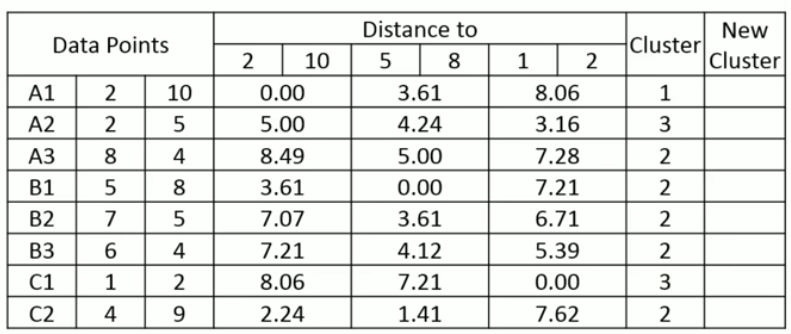 Data Points Distance to Cluster New Cluster
2 10 5 8 1 2
A1 2 10 0.00 3.61 8.06 1
A2 2 5 5.00 4.24 3.16 3
A3 8 4 8.49 5.00 7.28 2
B1 5 8 3.61 0.00 7.21 2
B2 7 5 7.07 3.61 6.71 2
B3 6 4 7.21 4.12 5.39 2
C1 1 2 8.06 7.21 0.00 3
C2 4 9 2.24 1.41 7.62 2